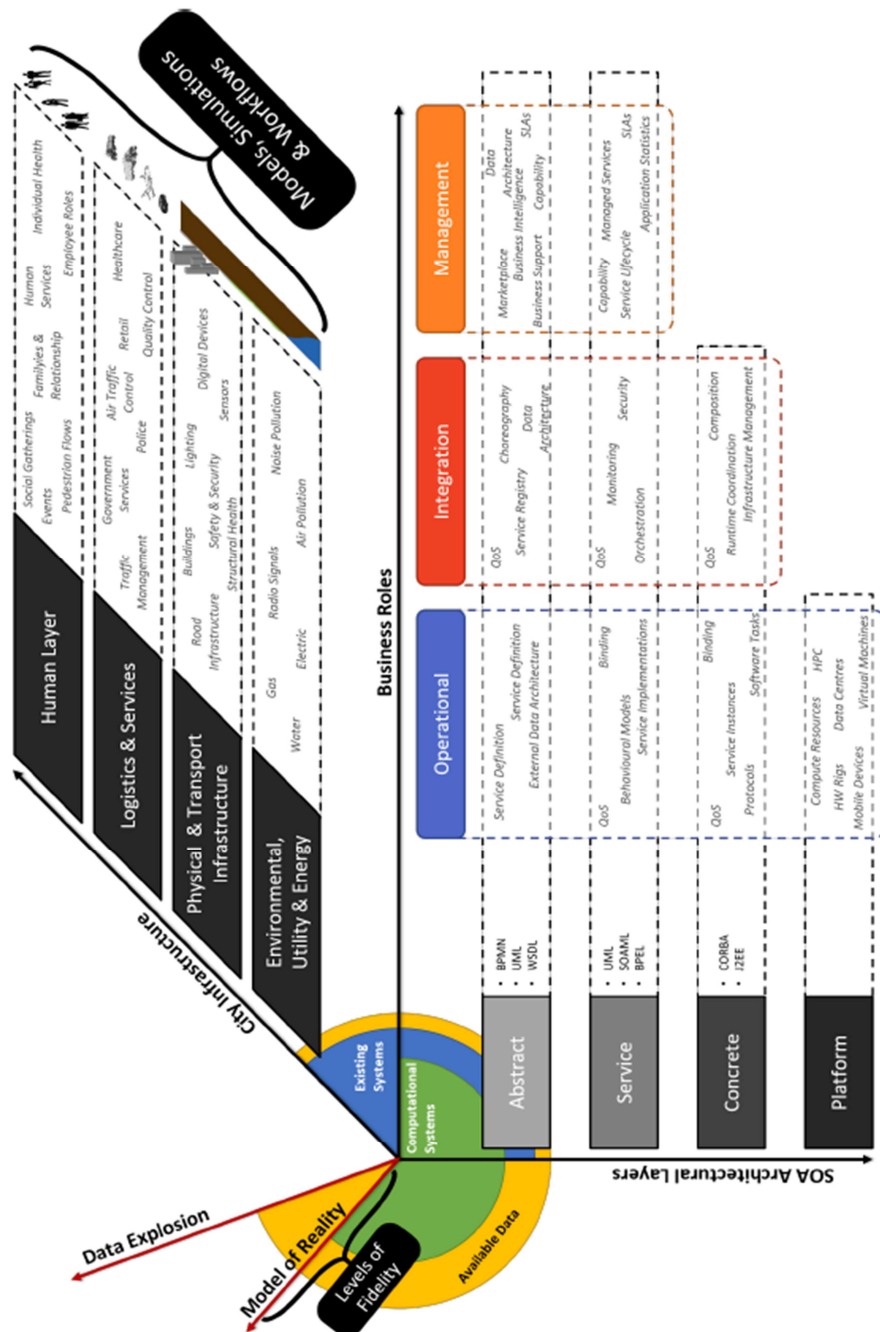 Data Explosion
Model of Reality
Levels of
Fidelity
Available Data
Existing
Systems
Computational
Systems
City Infrastructure
Human Layer
Social Gatherings
Events
Pedestrian Flows
Familyies &
Relationship
Human
Services
Individual Health
Employee Roles
Logistics & Services
Traffic
Management
Government
Services
Police
Air Traffic
Control
Retail
Healthcare
Quality Control
Physical & Transport
Infrastructure
Road
Infrastructure
Buildings
Safety & Security
Structural Health
Lighting
Digital Devices
Sensors
Environmental,
Utility & Energy
Water
Gas
Electric
Radio Signals
Air Pollution
Noise Pollution
Models, Simulations
& Workflows
Business Roles
Operational
Integration
Management
SOA Architectural Layers
Abstract
• BPMN
• UML
• WSDL
Service Definition
Service Definition
External Data Architecture
QoS
Service Registry
Choreography
Data
Architecture
Marketplace
Data
Architecture
Business Intelligence
Business Support
Capability
SLAs
Service
• UML
• SOAML
• BPEL
QoS
Binding
Behavioural Models
Service Implementations
QoS
Monitoring
Orchestration
Security
Capability
Managed Services
Service Lifecycle
SLAs
Application Statistics
Concrete
• CORBA
• J2EE
QoS
Binding
Service Instances
Protocols
Software Tasks
QoS
Composition
Runtime Coordination
Infrastructure Management
Platform
Compute Resources
HPC
HW Rigs
Data Centres
Mobile Devices
Virtual Machines